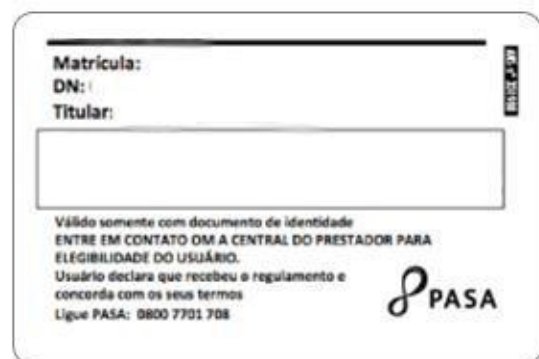 Matrícula:
DN:
Titular:
Válido somente com documento de identidade
ENTRE EM CONTATO OM A CENTRAL DO PRESTADOR PARA
ELEGIBILIDADE DO USUÁRIO.
Usuário declara que recebeu o regulamento e
concorda com os seus termos
Ligue PASA: 0800 7701 708
PASA